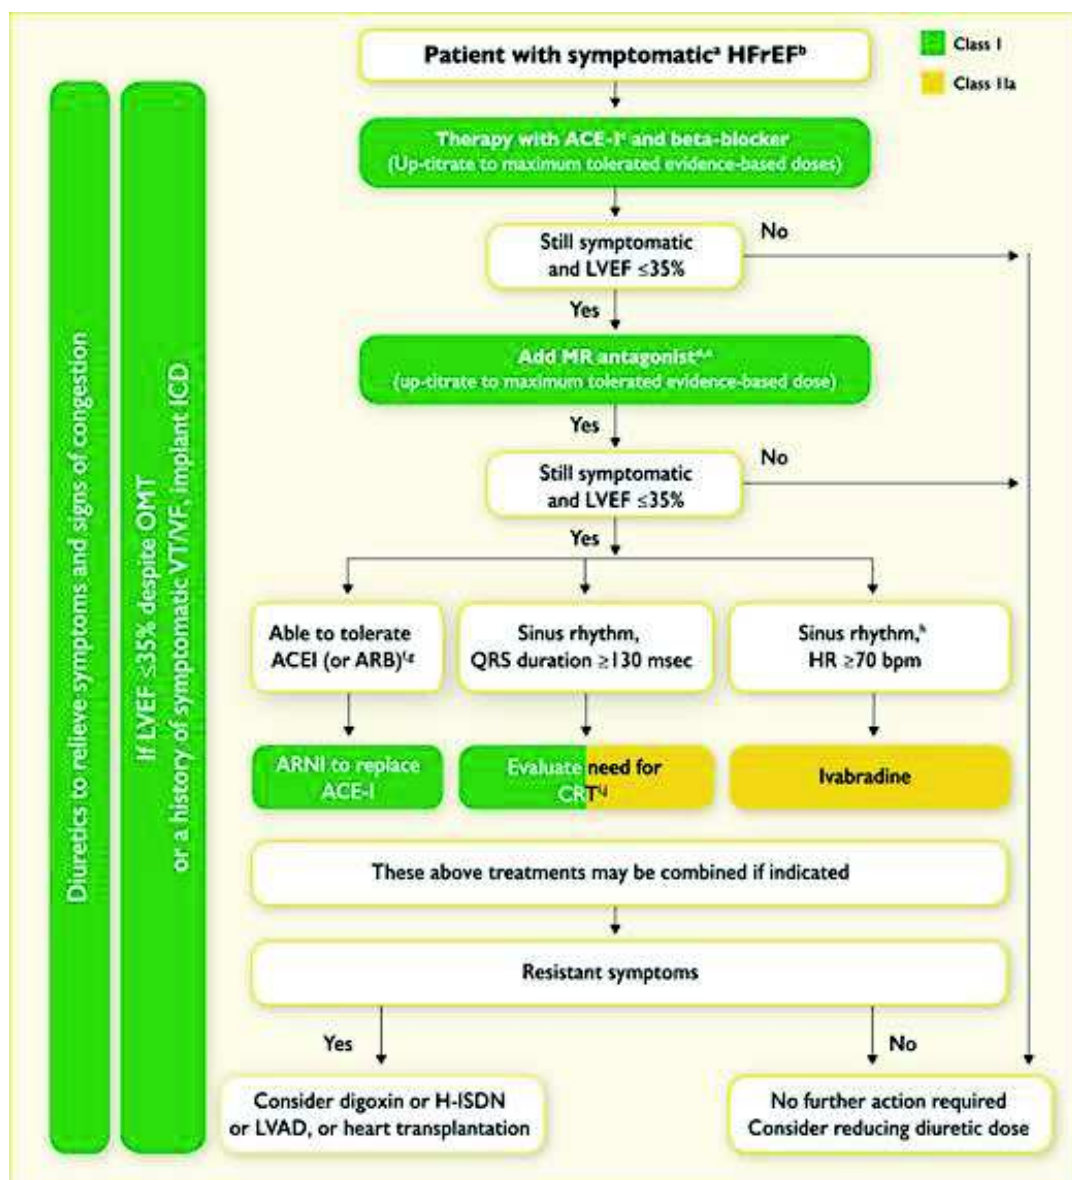 Patient with symptomaticᵃ HFrEFᵇ
Class I
Class IIa
Diuretics to relieve symptoms and signs of congestion
If LVEF ≤35% despite OMT
or a history of symptomatic VT/VF, implant ICD
Therapy with ACE-Iᶜ and beta-blocker
(Up-titrate to maximum tolerated evidence-based doses)
Still symptomatic
and LVEF ≤35%
No
Yes
Add MR antagonist
(up-titrate to maximum tolerated evidence-based dose)
Yes
Still symptomatic
and LVEF ≤35%
No
Yes
Able to tolerate
ACEI (or ARB)ᶠ,ᵍ
Sinus rhythm,
QRS duration ≥130 msec
Sinus rhythm,ʰ
HR ≥70 bpm
ARNI to replace
ACE-I
Evaluate need for
CRTⁱ,ʲ
Ivabradine
These above treatments may be combined if indicated
Resistant symptoms
Yes
No
Consider digoxin or H-ISDN
or LVAD, or heart transplantation
No further action required
Consider reducing diuretic dose